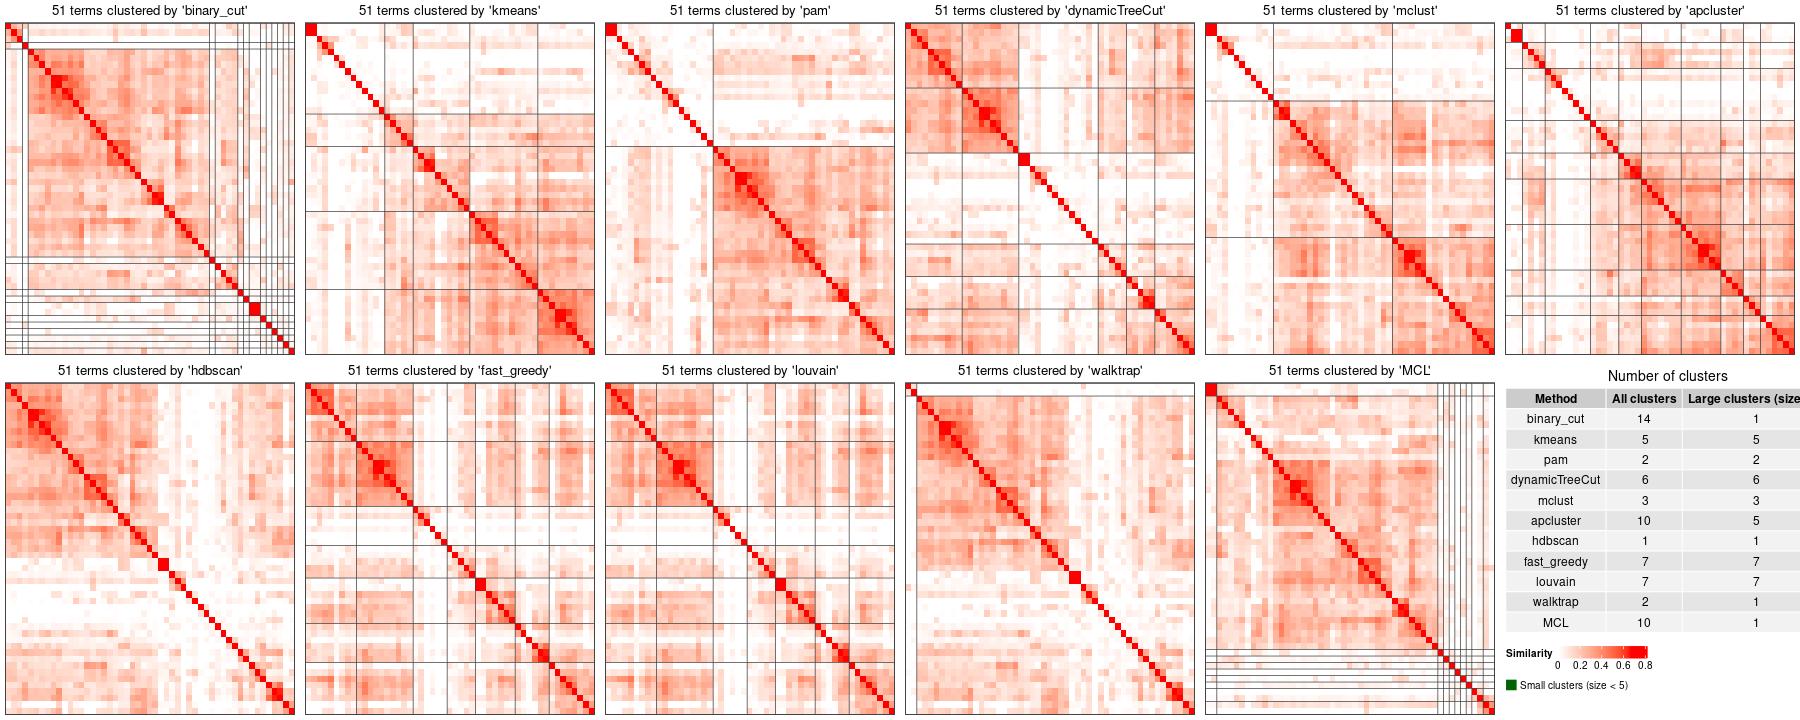 51 terms clustered by 'binary_cut'
51 terms clustered by 'kmeans'
51 terms clustered by 'pam'
51 terms clustered by 'dynamicTreeCut'
51 terms clustered by 'mclust'
51 terms clustered by 'apcluster'
51 terms clustered by 'hdbscan'
51 terms clustered by 'fast_greedy'
51 terms clustered by 'louvain'
51 terms clustered by 'walktrap'
51 terms clustered by 'MCL'
Number of clusters
Method All clusters Large clusters (size
binary_cut 14 1
kmeans 5 5
pam 2 2
dynamicTreeCut 6 6
mclust 3 3
apcluster 10 5
hdbscan 1 1
fast_greedy 7 7
louvain 7 7
walktrap 2 1
MCL 10 1
Similarity
0 0.2 0.4 0.6 0.8
Small clusters (size < 5)